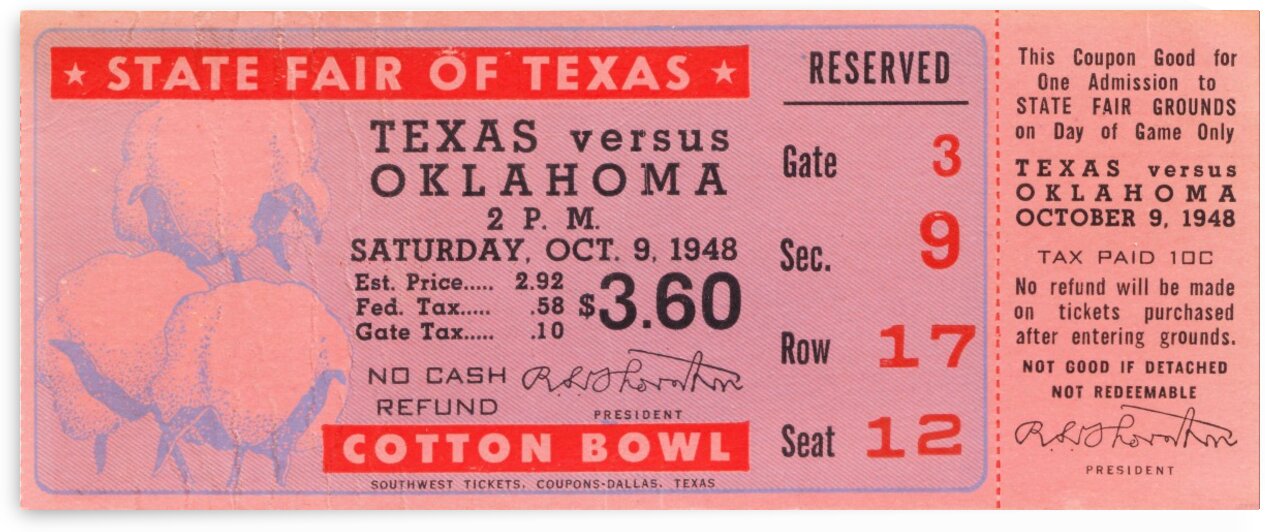 ★ STATE FAIR OF TEXAS ★
TEXAS versus
OKLAHOMA
2 P. M.
SATURDAY, OCT. 9, 1948
Est. Price..... 2.92
Fed. Tax..... .58
Gate Tax..... .10
$3.60
NO CASH
REFUND
PRESIDENT
COTTON BOWL
SOUTHWEST TICKETS, COUPONS-DALLAS, TEXAS
RESERVED
Gate 3
Sec. 9
Row 17
Seat 12
This Coupon Good for
One Admission to
STATE FAIR GROUNDS
on Day of Game Only
TEXAS versus
OKLAHOMA
OCTOBER 9, 1948
TAX PAID 10C
No refund will be made
on tickets purchased
after entering grounds.
NOT GOOD IF DETACHED
NOT REDEEMABLE
PRESIDENT